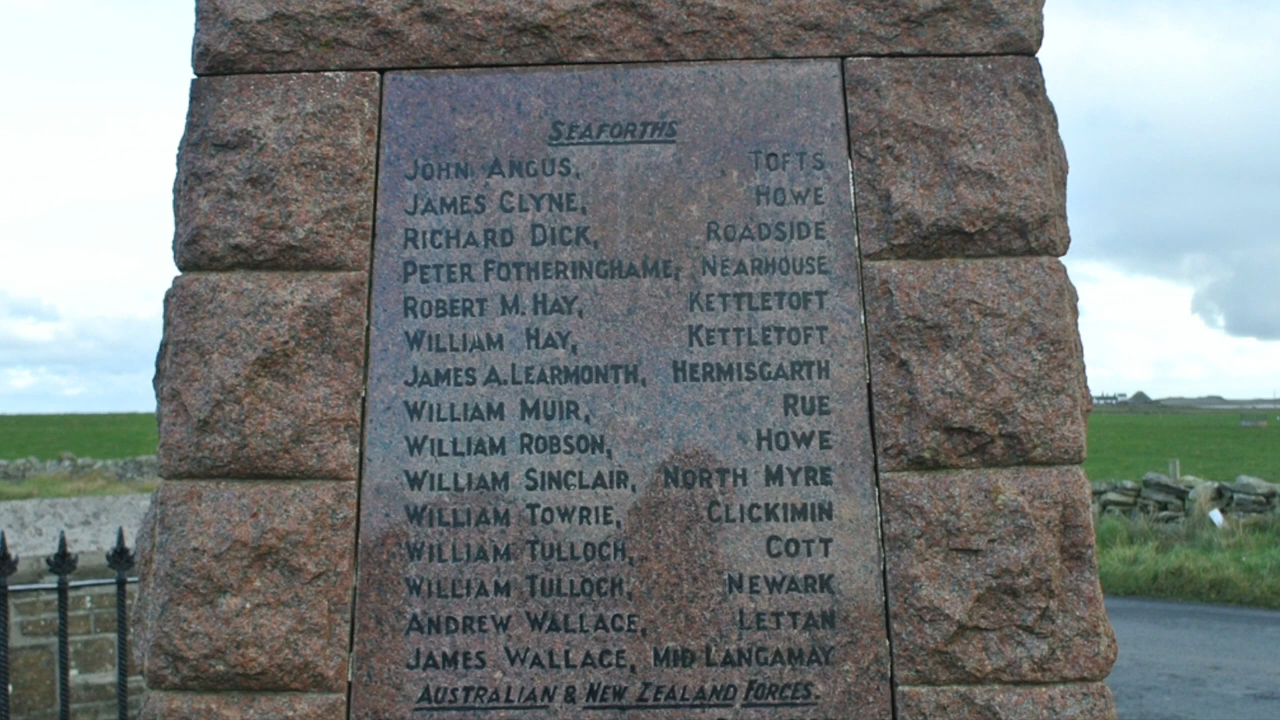 SEAFORTHS
JOHN ANGUS, TOFTS
JAMES CLYNE, HOWE
RICHARD DICK, ROADSIDE
PETER FOTHERINGHAME, NEARHOUSE
ROBERT M. HAY, KETTLETOFT
WILLIAM HAY, KETTLETOFT
JAMES A. LEARMONTH, HERMISGARTH
WILLIAM MUIR, RUE
WILLIAM ROBSON, HOWE
WILLIAM SINCLAIR, NORTH MYRE
WILLIAM TOWRIE, CLICKIMIN
WILLIAM TULLOCH, COTT
WILLIAM TULLOCH, NEWARK
ANDREW WALLACE, LETTAN
JAMES WALLACE, MID LANGAMAY
AUSTRALIAN & NEW ZEALAND FORCES.